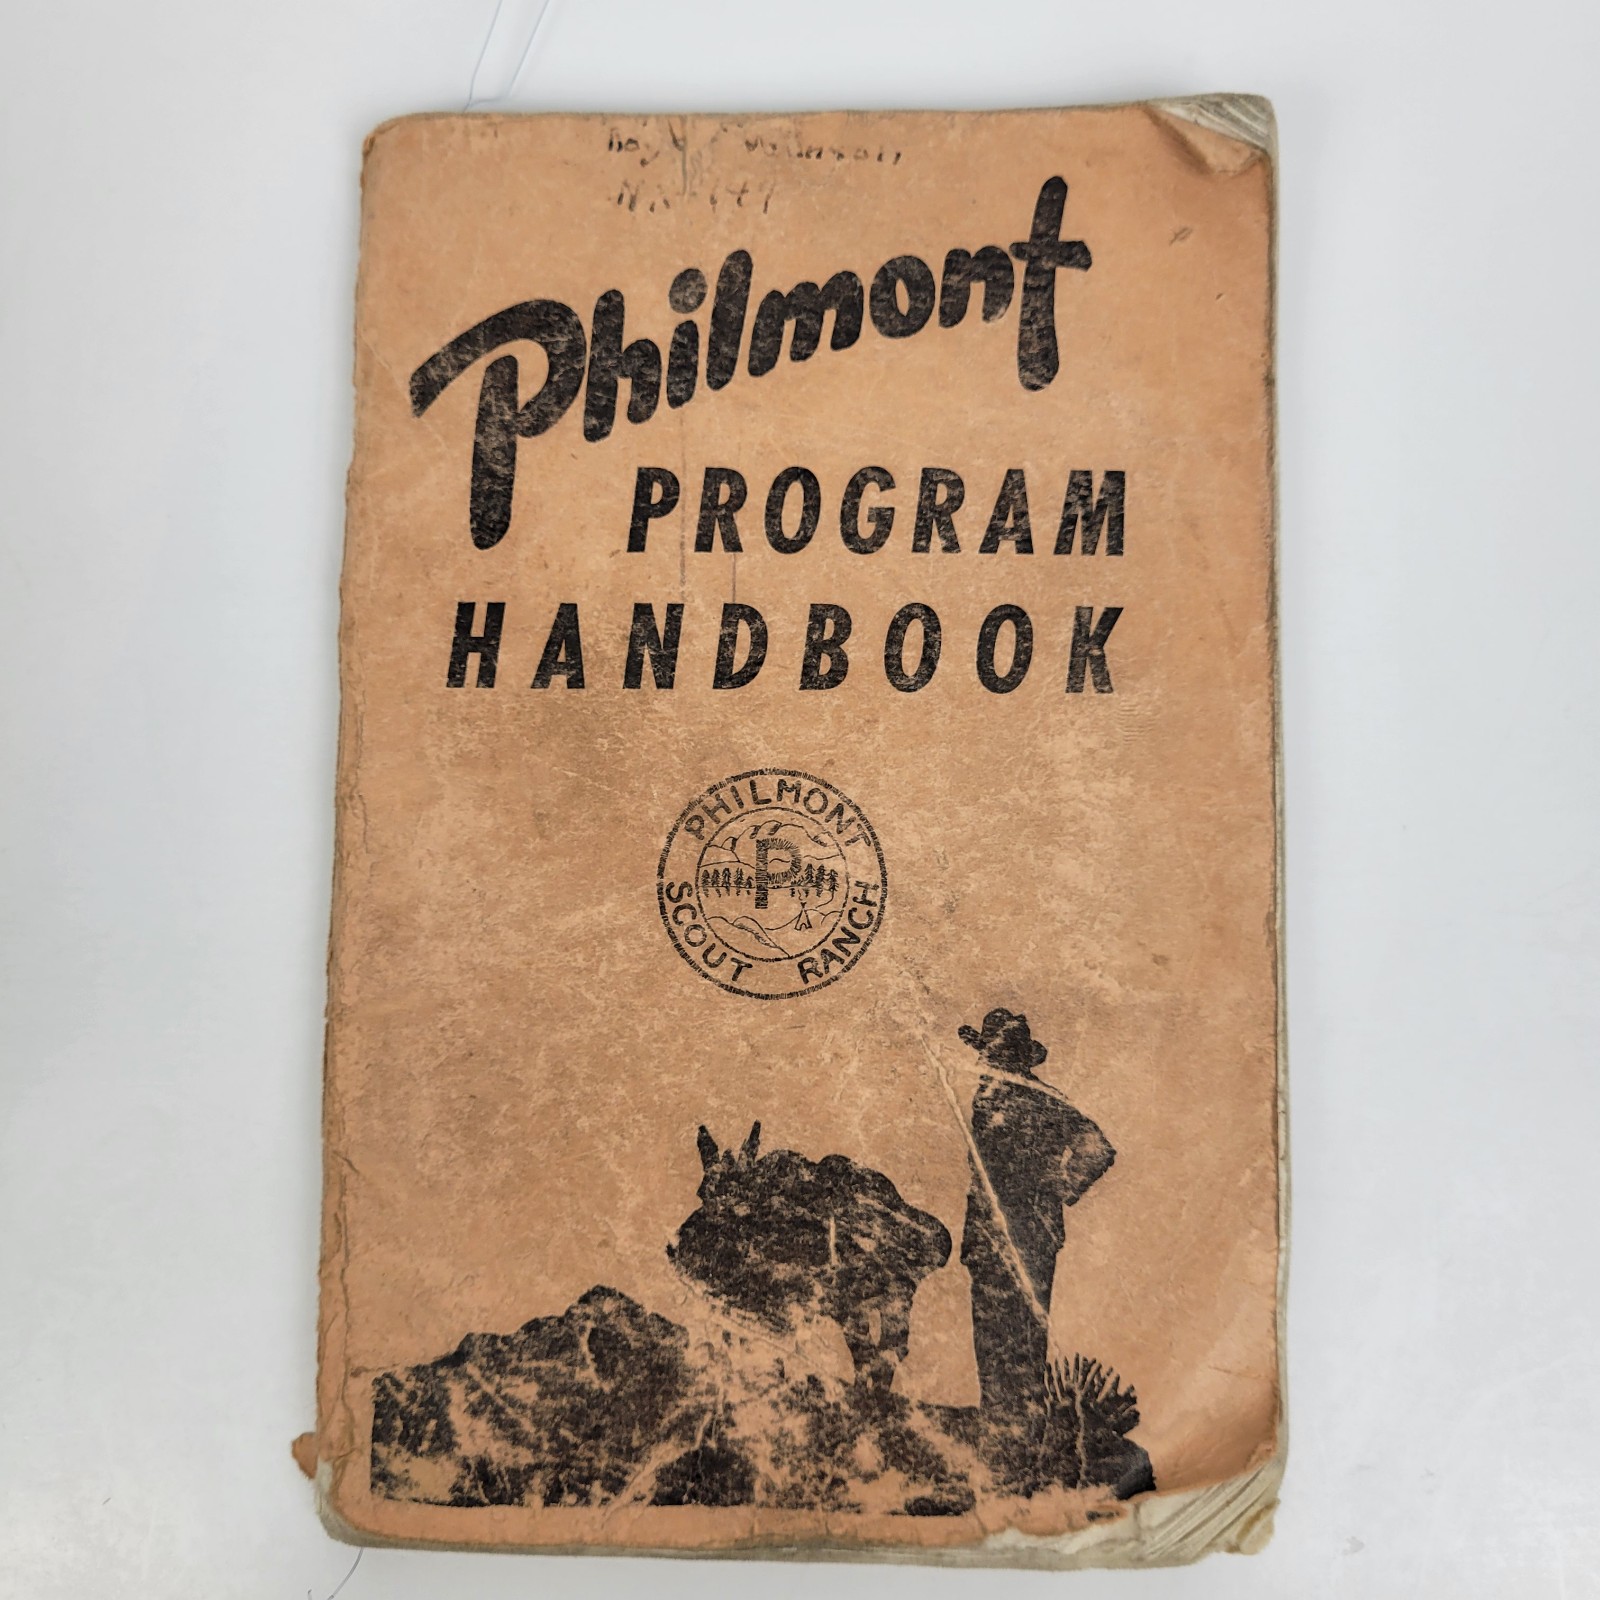 Philmont
PROGRAM
HANDBOOK
PHILMONT
SCOUT RANCH
P